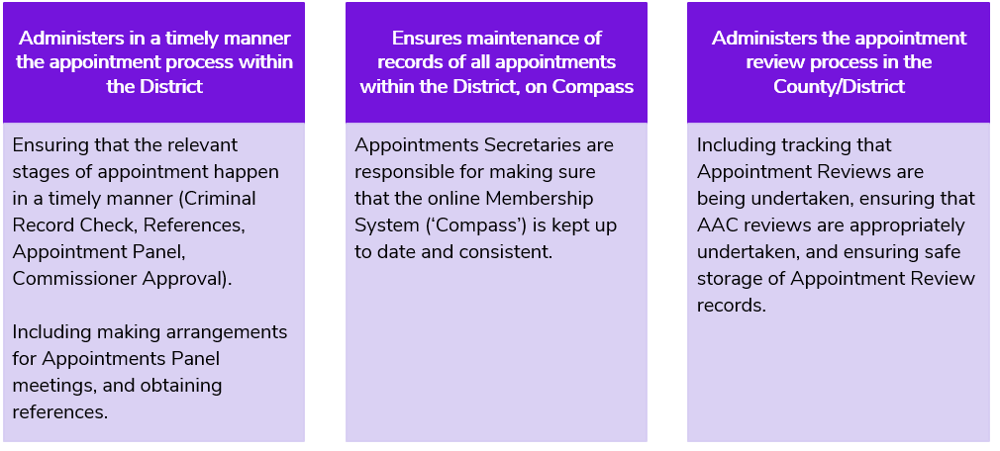 Administers in a timely manner
the appointment process within
the District
Ensuring that the relevant
stages of appointment happen
in a timely manner (Criminal
Record Check, References,
Appointment Panel,
Commissioner Approval).
Including making arrangements
for Appointments Panel
meetings, and obtaining
references.
Ensures maintenance of
records of all appointments
within the District, on Compass
Appointments Secretaries are
responsible for making sure
that the online Membership
System (‘Compass’) is kept up
to date and consistent.
Administers the appointment
review process in the
County/District
Including tracking that
Appointment Reviews are
being undertaken, ensuring that
AAC reviews are appropriately
undertaken, and ensuring safe
storage of Appointment Review
records.